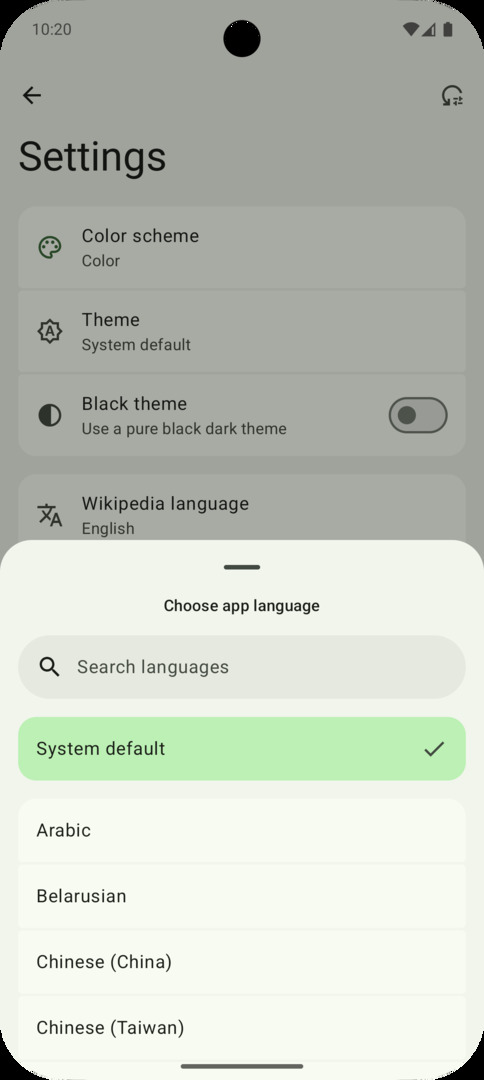 10:20
Settings
Color scheme
Color
Theme
System default
Black theme
Use a pure black dark theme
Wikipedia language
English
Choose app language
Search languages
System default
Arabic
Belarusian
Chinese (China)
Chinese (Taiwan)